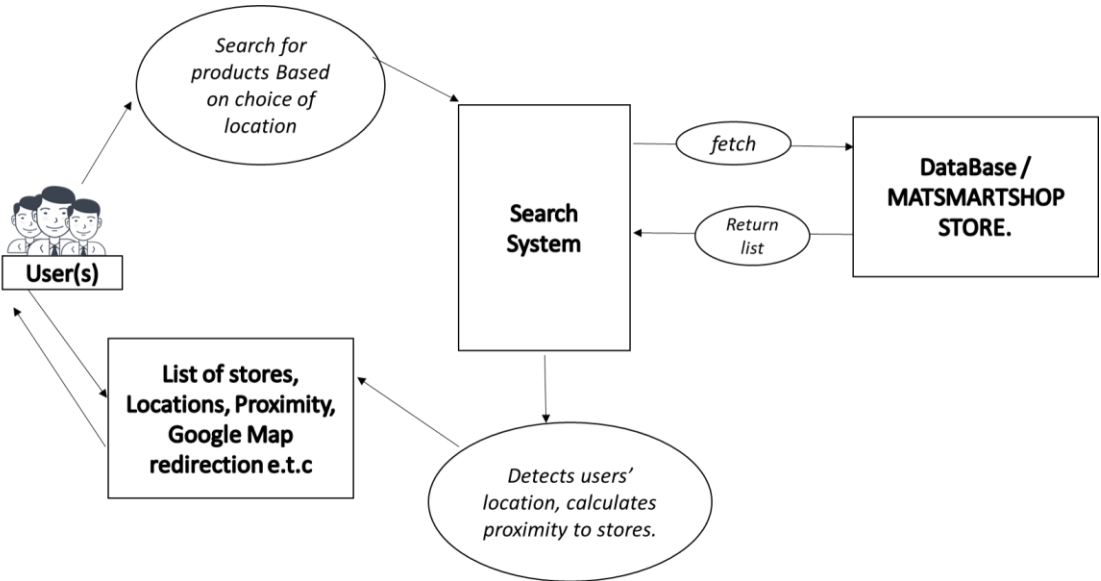 Search for
products Based
on choice of
location
fetch
DataBase /
MATSMARTSHOP
STORE.
Search
System
Return
list
User(s)
List of stores,
Locations, Proximity,
Google Map
redirection e.t.c
Detects users’
location, calculates
proximity to stores.